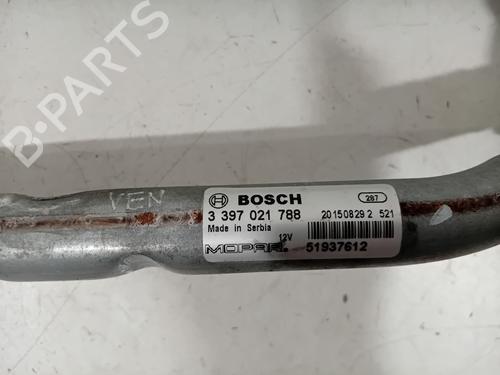 B-PARTS
VEN
BOSCH
287
3 397 021 788
20150829 2 521
Made in Serbia
12V
MOPAR.
51937612